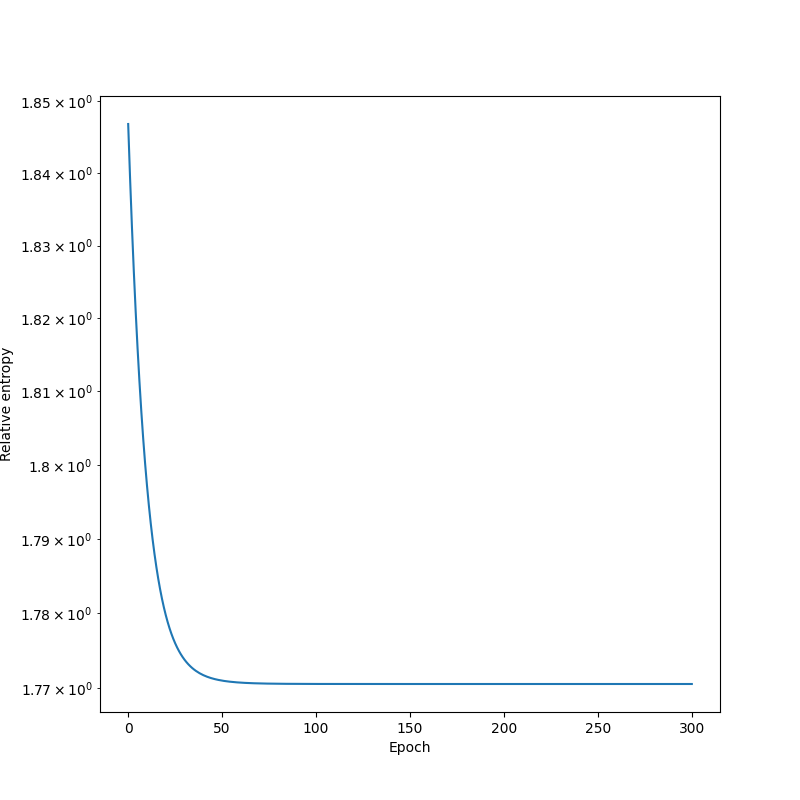 Relative entropy
1.85 × 10⁰
1.84 × 10⁰
1.83 × 10⁰
1.82 × 10⁰
1.81 × 10⁰
1.8 × 10⁰
1.79 × 10⁰
1.78 × 10⁰
1.77 × 10⁰
0 50 100 150 200 250 300
Epoch